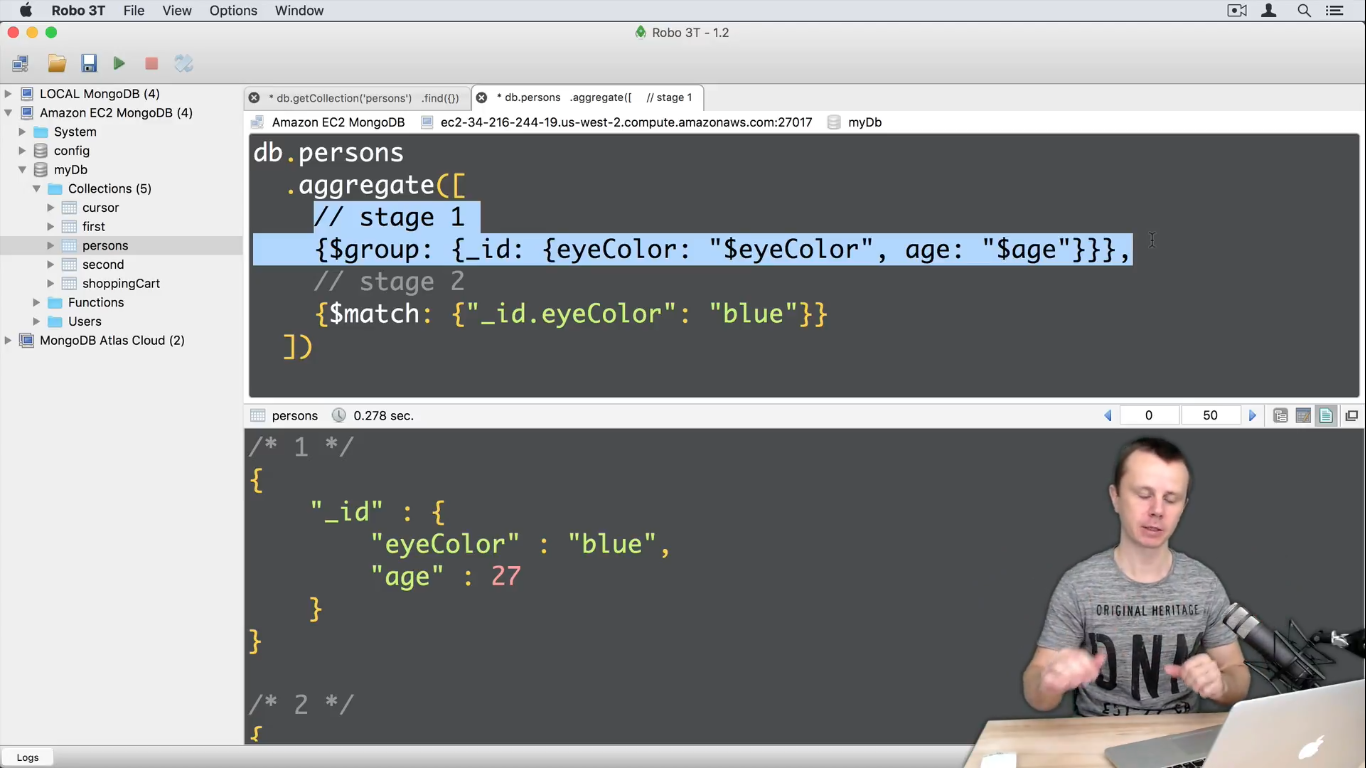 Robo 3T File View Options Window
Robo 3T - 1.2
LOCAL MongoDB (4)
Amazon EC2 MongoDB (4)
System
config
myDb
Collections (5)
cursor
first
persons
second
shoppingCart
Functions
Users
MongoDB Atlas Cloud (2)
* db.getCollection('persons') .find({})
* db.persons .aggregate([ // stage 1
Amazon EC2 MongoDB ec2-34-216-244-19.us-west-2.compute.amazonaws.com:27017 myDb
db.persons
.aggregate([
// stage 1
{$group: {_id: {eyeColor: "$eyeColor", age: "$age"}}},
// stage 2
{$match: {"_id.eyeColor": "blue"}}
])
persons 0.278 sec. 0 50
/* 1 */
{
"_id" : {
"eyeColor" : "blue",
"age" : 27
}
}
/* 2 */
{
ORIGINAL HERITAGE
DNM
Logs